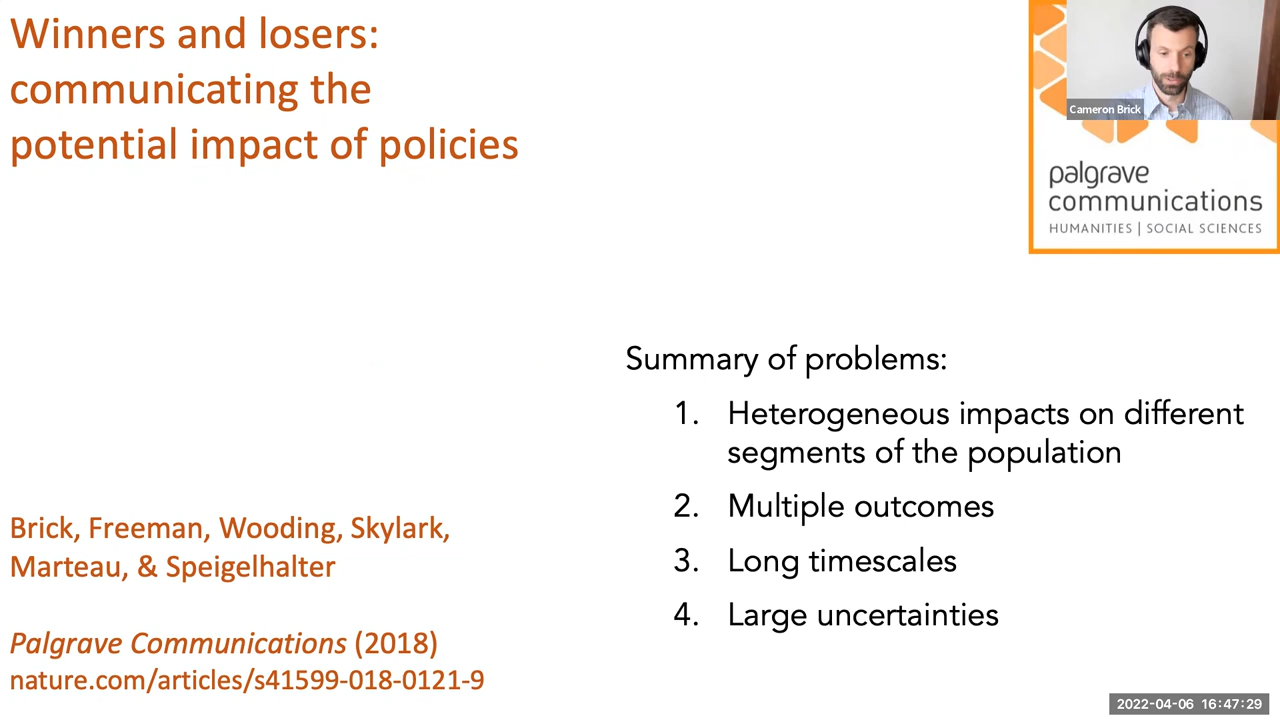 Winners and losers:
communicating the
potential impact of policies
Cameron Brick
palgrave
communications
HUMANITIES | SOCIAL SCIENCES
Summary of problems:
1. Heterogeneous impacts on different
segments of the population
2. Multiple outcomes
3. Long timescales
4. Large uncertainties
Brick, Freeman, Wooding, Skylark,
Marteau, & Speigelhalter
Palgrave Communications (2018)
nature.com/articles/s41599-018-0121-9
2022-04-06 16:47:29